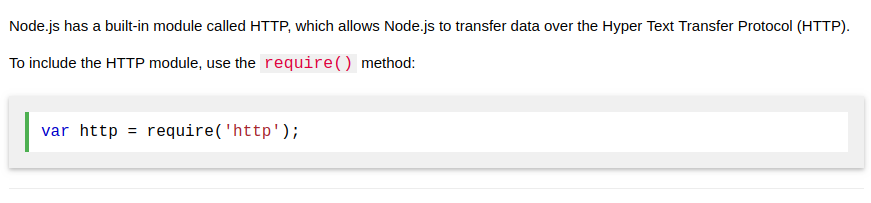 Node.js has a built-in module called HTTP, which allows Node.js to transfer data over the Hyper Text Transfer Protocol (HTTP).
To include the HTTP module, use the require() method:
var http = require('http');